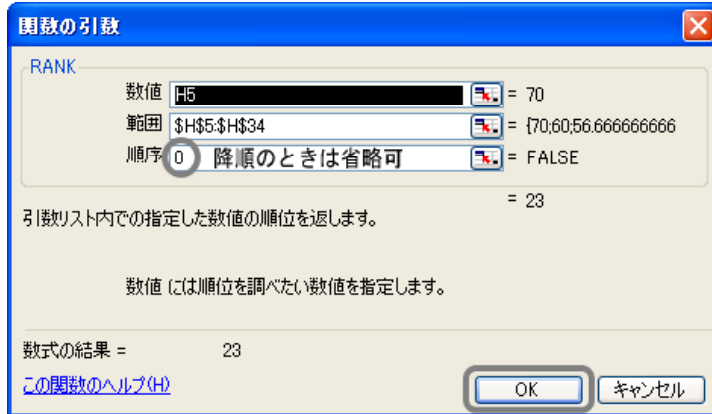 関数の引数
RANK
数値 H5 = 70
範囲 $H$5:$H$34 = {70;60;56.666666666
順序 0 降順のときは省略可 = FALSE
= 23
引数リスト内での指定した数値の順位を返します。
数値 には順位を調べたい数値を指定します。
数式の結果 = 23
この関数のヘルプ(H)
OK キャンセル